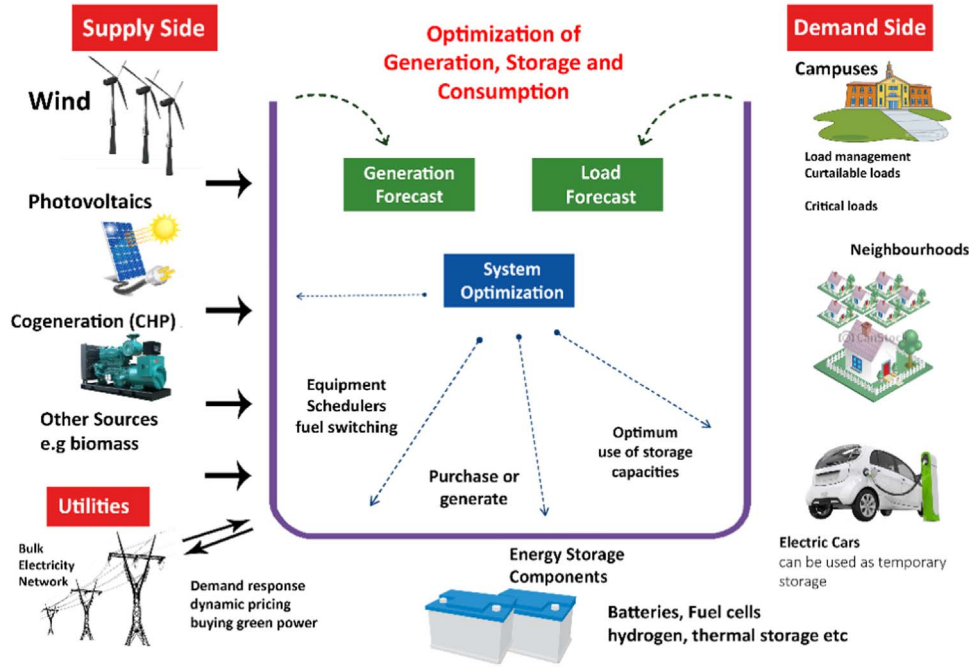 Supply Side
Wind
Photovoltaics
Cogeneration (CHP)
Other Sources
e.g biomass
Utilities
Bulk
Electricity
Network
Demand response
dynamic pricing
buying green power
Optimization of
Generation, Storage and
Consumption
Generation
Forecast
Load
Forecast
System
Optimization
Equipment
Schedulers
fuel switching
Purchase or
generate
Optimum
use of storage
capacities
Energy Storage
Components
Batteries, Fuel cells
hydrogen, thermal storage etc
Demand Side
Campuses
Load management
Curtailable loads
Critical loads
Neighbourhoods
Electric Cars
can be used as temporary
storage